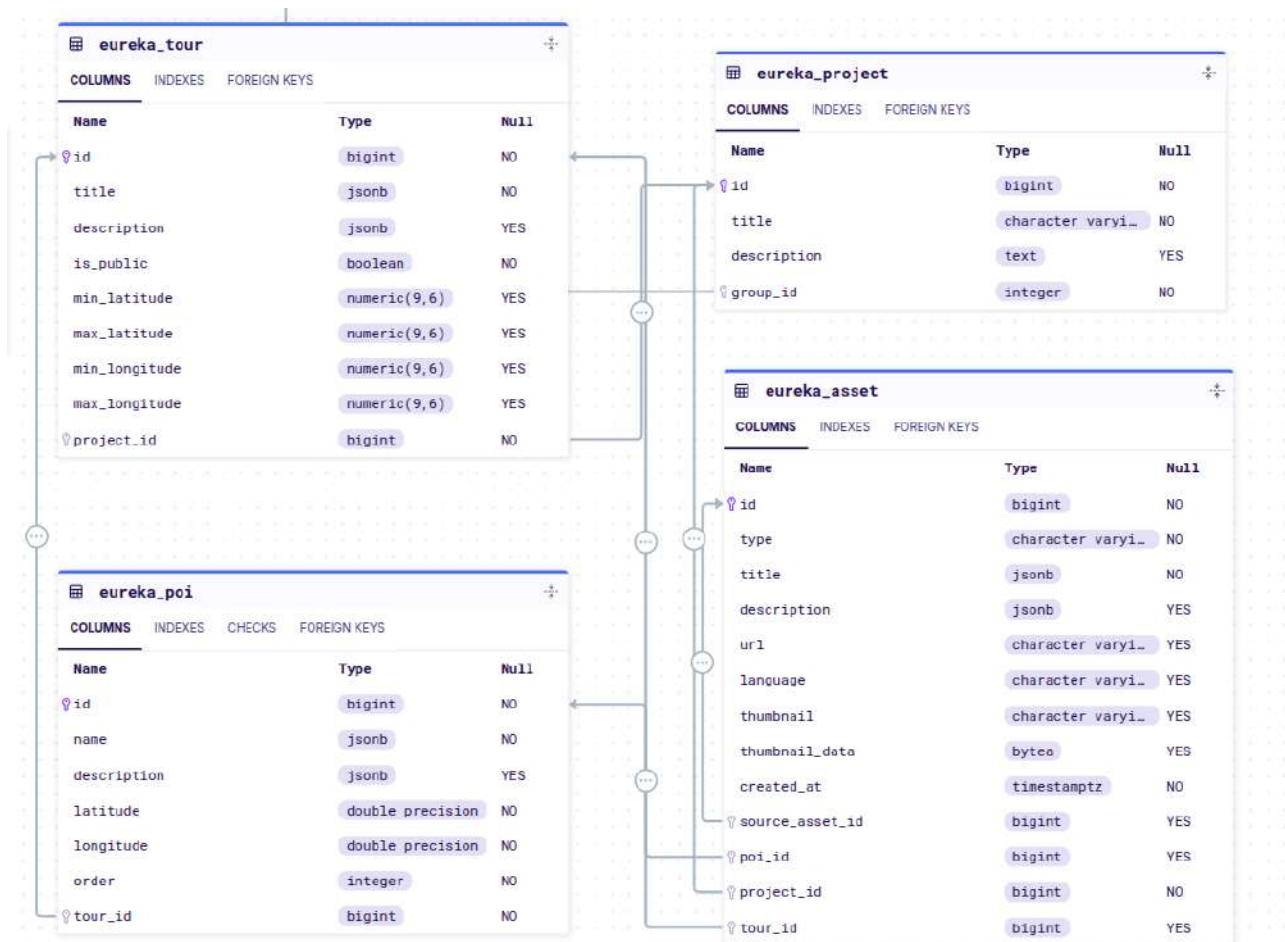 eureka_tour
COLUMNS INDEXES FOREIGN KEYS
Name Type Null
id bigint NO
title jsonb NO
description jsonb YES
is_public boolean NO
min_latitude numeric(9,6) YES
max_latitude numeric(9,6) YES
min_longitude numeric(9,6) YES
max_longitude numeric(9,6) YES
project_id bigint NO
eureka_project
COLUMNS INDEXES FOREIGN KEYS
Name Type Null
id bigint NO
title character varyi… NO
description text YES
group_id integer NO
eureka_poi
COLUMNS INDEXES CHECKS FOREIGN KEYS
Name Type Null
id bigint NO
name jsonb NO
description jsonb YES
latitude double precision NO
longitude double precision NO
order integer NO
tour_id bigint NO
eureka_asset
COLUMNS INDEXES FOREIGN KEYS
Name Type Null
id bigint NO
type character varyi… NO
title jsonb NO
description jsonb YES
url character varyi… YES
language character varyi… YES
thumbnail character varyi… YES
thumbnail_data bytea YES
created_at timestamptz NO
source_asset_id bigint YES
poi_id bigint YES
project_id bigint NO
tour_id bigint YES